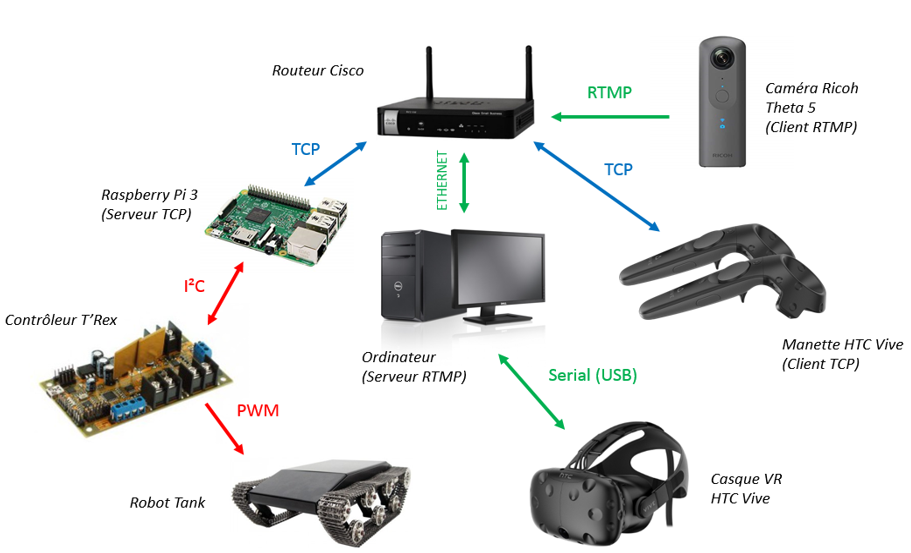 Routeur Cisco
RTMP
Caméra Ricoh
Theta 5
(Client RTMP)
RICOH
TCP
ETHERNET
TCP
Raspberry Pi 3
(Serveur TCP)
I²C
Contrôleur T'Rex
Ordinateur
(Serveur RTMP)
Manette HTC Vive
(Client TCP)
Serial (USB)
PWM
Robot Tank
Casque VR
HTC Vive